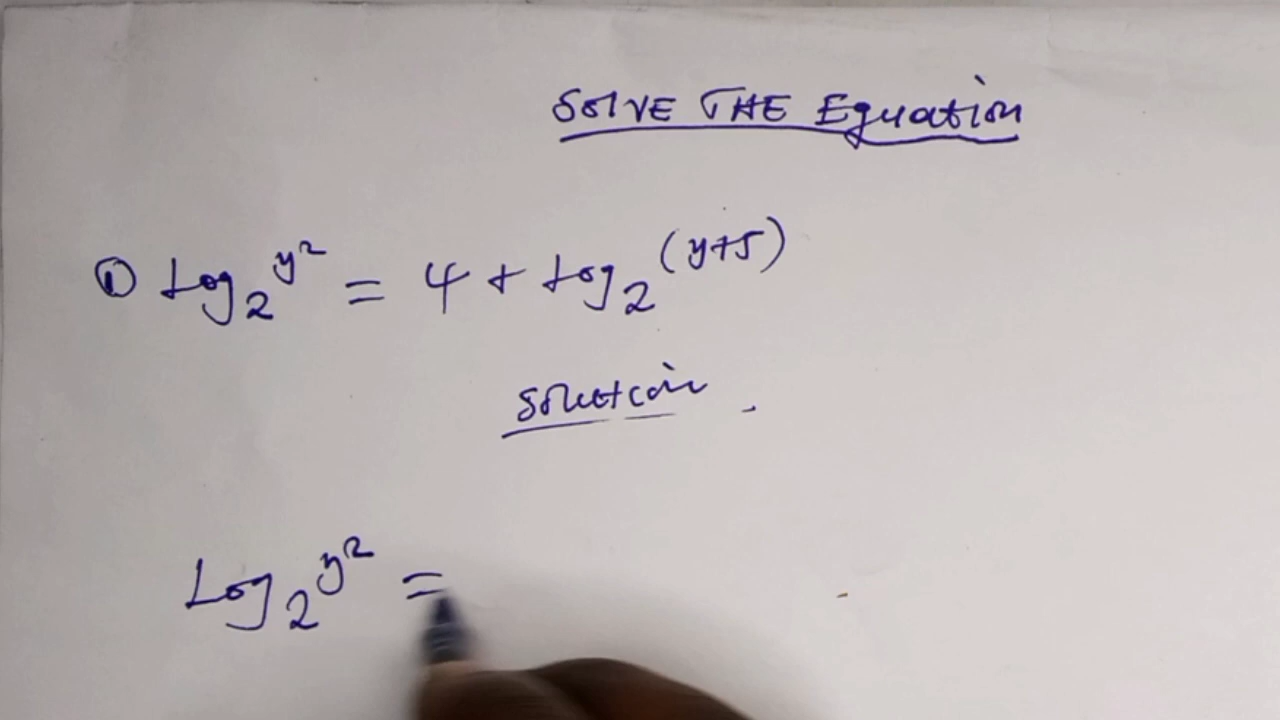 SOLVE THE Equation
① Log₂ y² = 4 + Log₂ (y+5)
Solution
Log₂ y² =